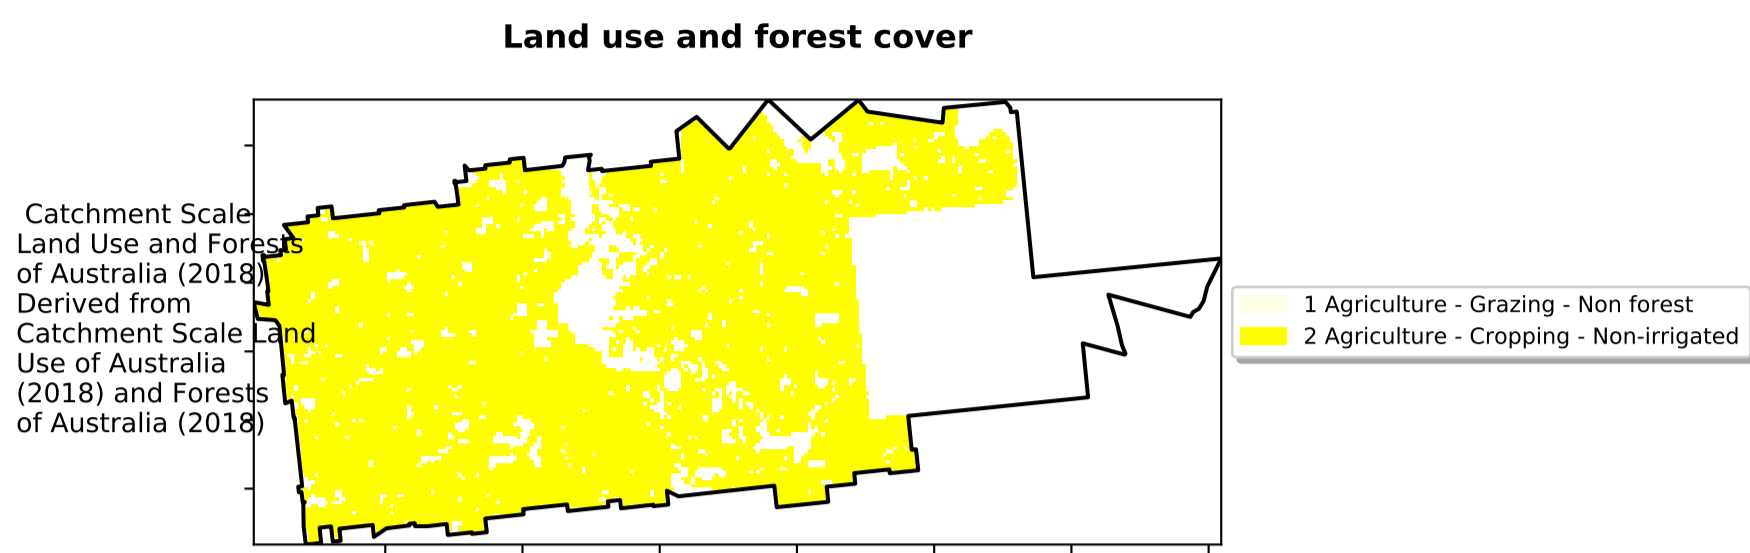 Land use and forest cover
Catchment Scale
Land Use and Forests
of Australia (2018)
Derived from
Catchment Scale Land
Use of Australia
(2018) and Forests
of Australia (2018)
1 Agriculture - Grazing - Non forest
2 Agriculture - Cropping - Non-irrigated